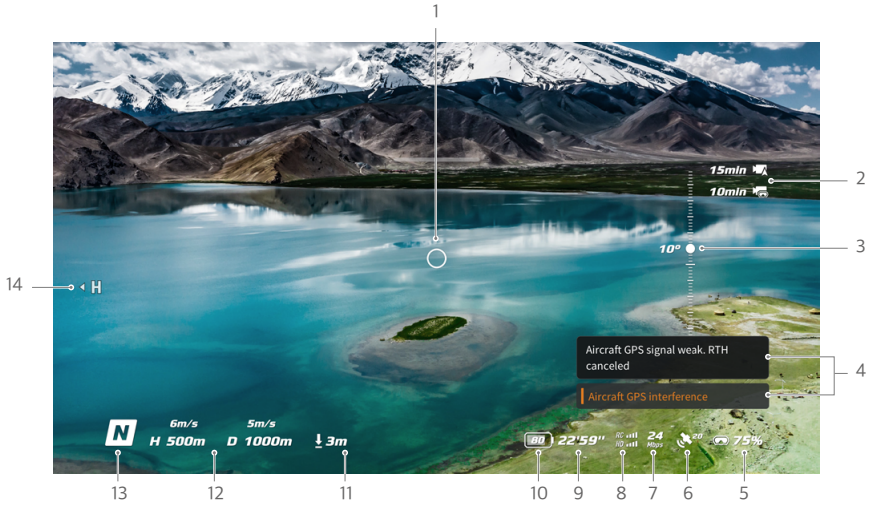 1
15min
2
10min
10°
3
14
H
Aircraft GPS signal weak. RTH
canceled
4
Aircraft GPS interference
N
6m/s
5m/s
H 500m D 1000m
3m
80
22'59"
RC
HD
24
Mbps
20
75%
13 12 11 10 9 8 7 6 5